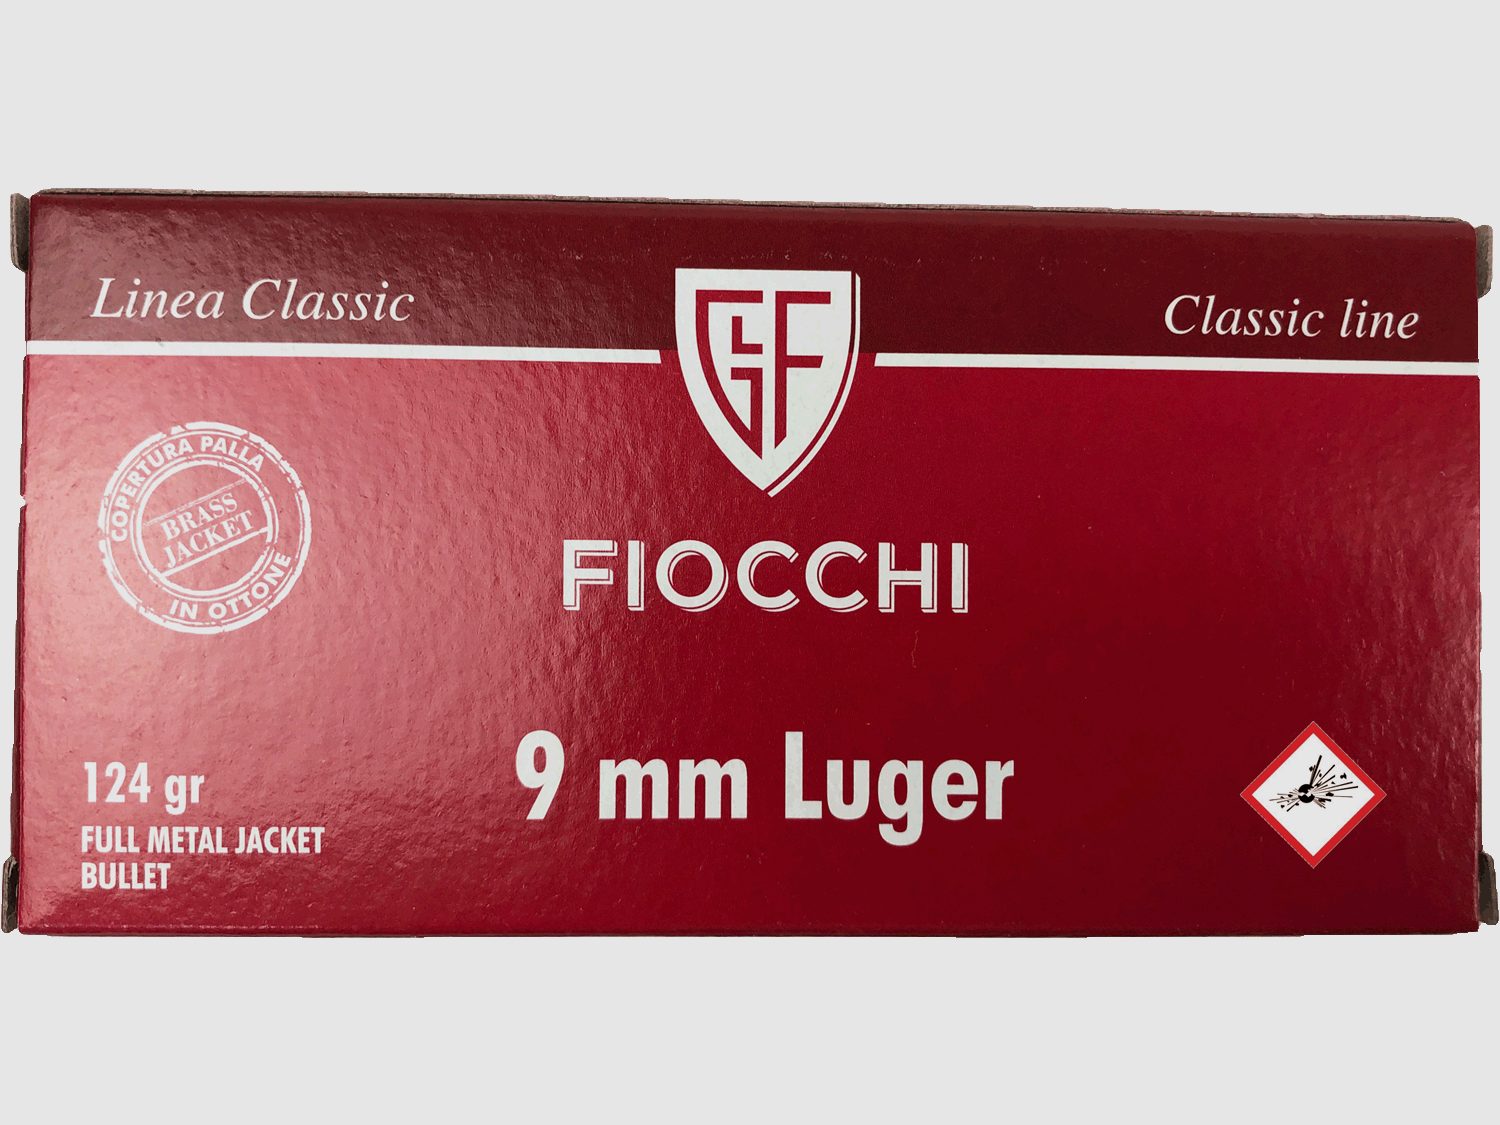 Linea Classic
Classic line
GF
COPERTURA PALLA
BRASS
JACKET
IN OTTONE
FIOCCHI
124 gr
FULL METAL JACKET
BULLET
9 mm Luger